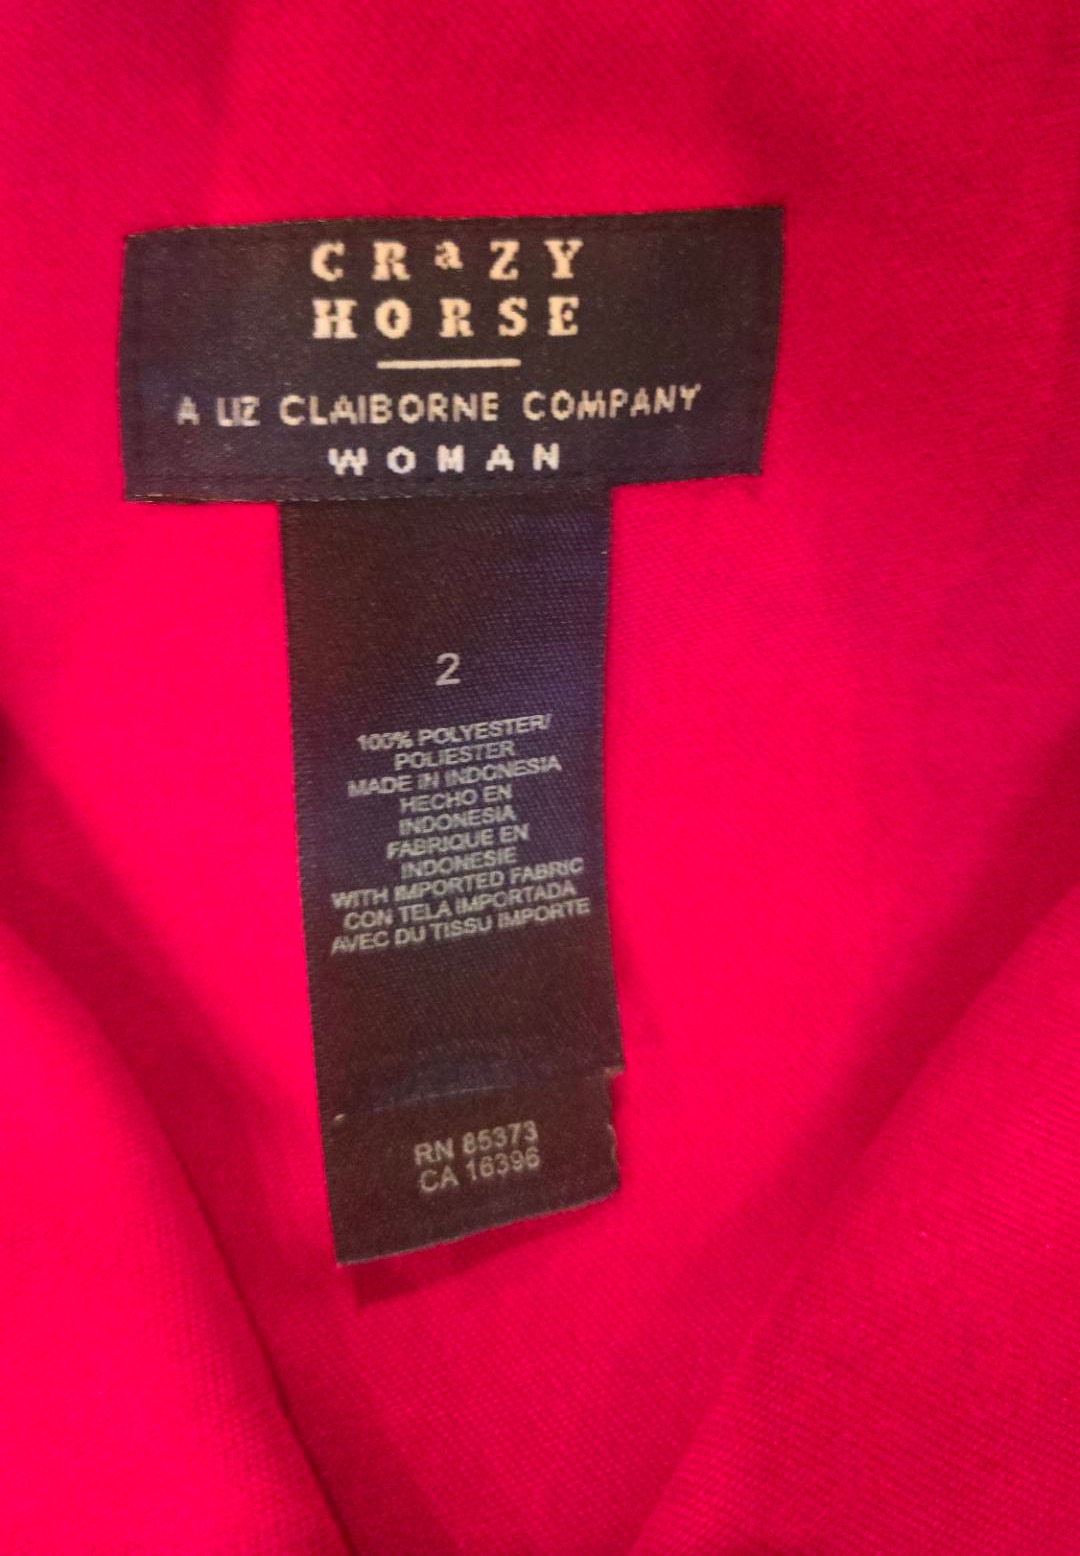 CRaZY
HORSE
A LIZ CLAIBORNE COMPANY
WOMAN
2
100% POLYESTER/
POLIESTER
MADE IN INDONESIA
HECHO EN
INDONESIA
FABRIQUE EN
INDONESIE
WITH IMPORTED FABRIC
CON TELA IMPORTADA
AVEC DU TISSU IMPORTE
RN 85373
CA 16396